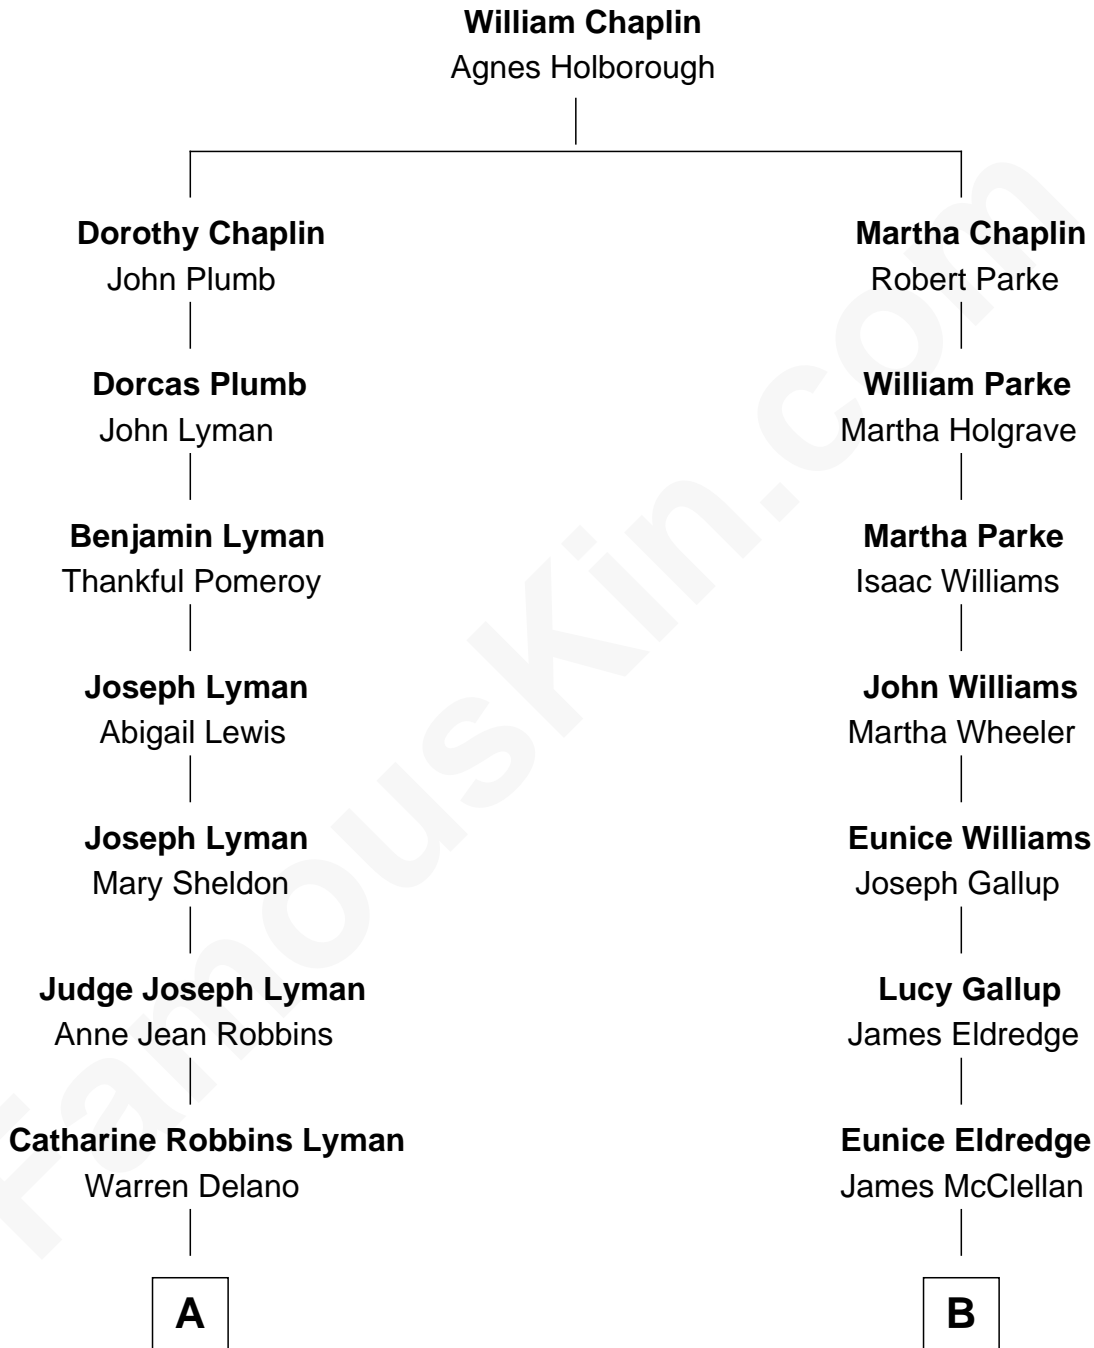 William Chaplin
Agnes Holborough
Dorothy Chaplin
John Plumb
Martha Chaplin
Robert Parke
Dorcas Plumb
John Lyman
William Parke
Martha Holgrave
Benjamin Lyman
Thankful Pomeroy
Martha Parke
Isaac Williams
Joseph Lyman
Abigail Lewis
John Williams
Martha Wheeler
Joseph Lyman
Mary Sheldon
Eunice Williams
Joseph Gallup
Judge Joseph Lyman
Anne Jean Robbins
Lucy Gallup
James Eldredge
Catharine Robbins Lyman
Warren Delano
Eunice Eldredge
James McClellan
A
B
FamousKin.com